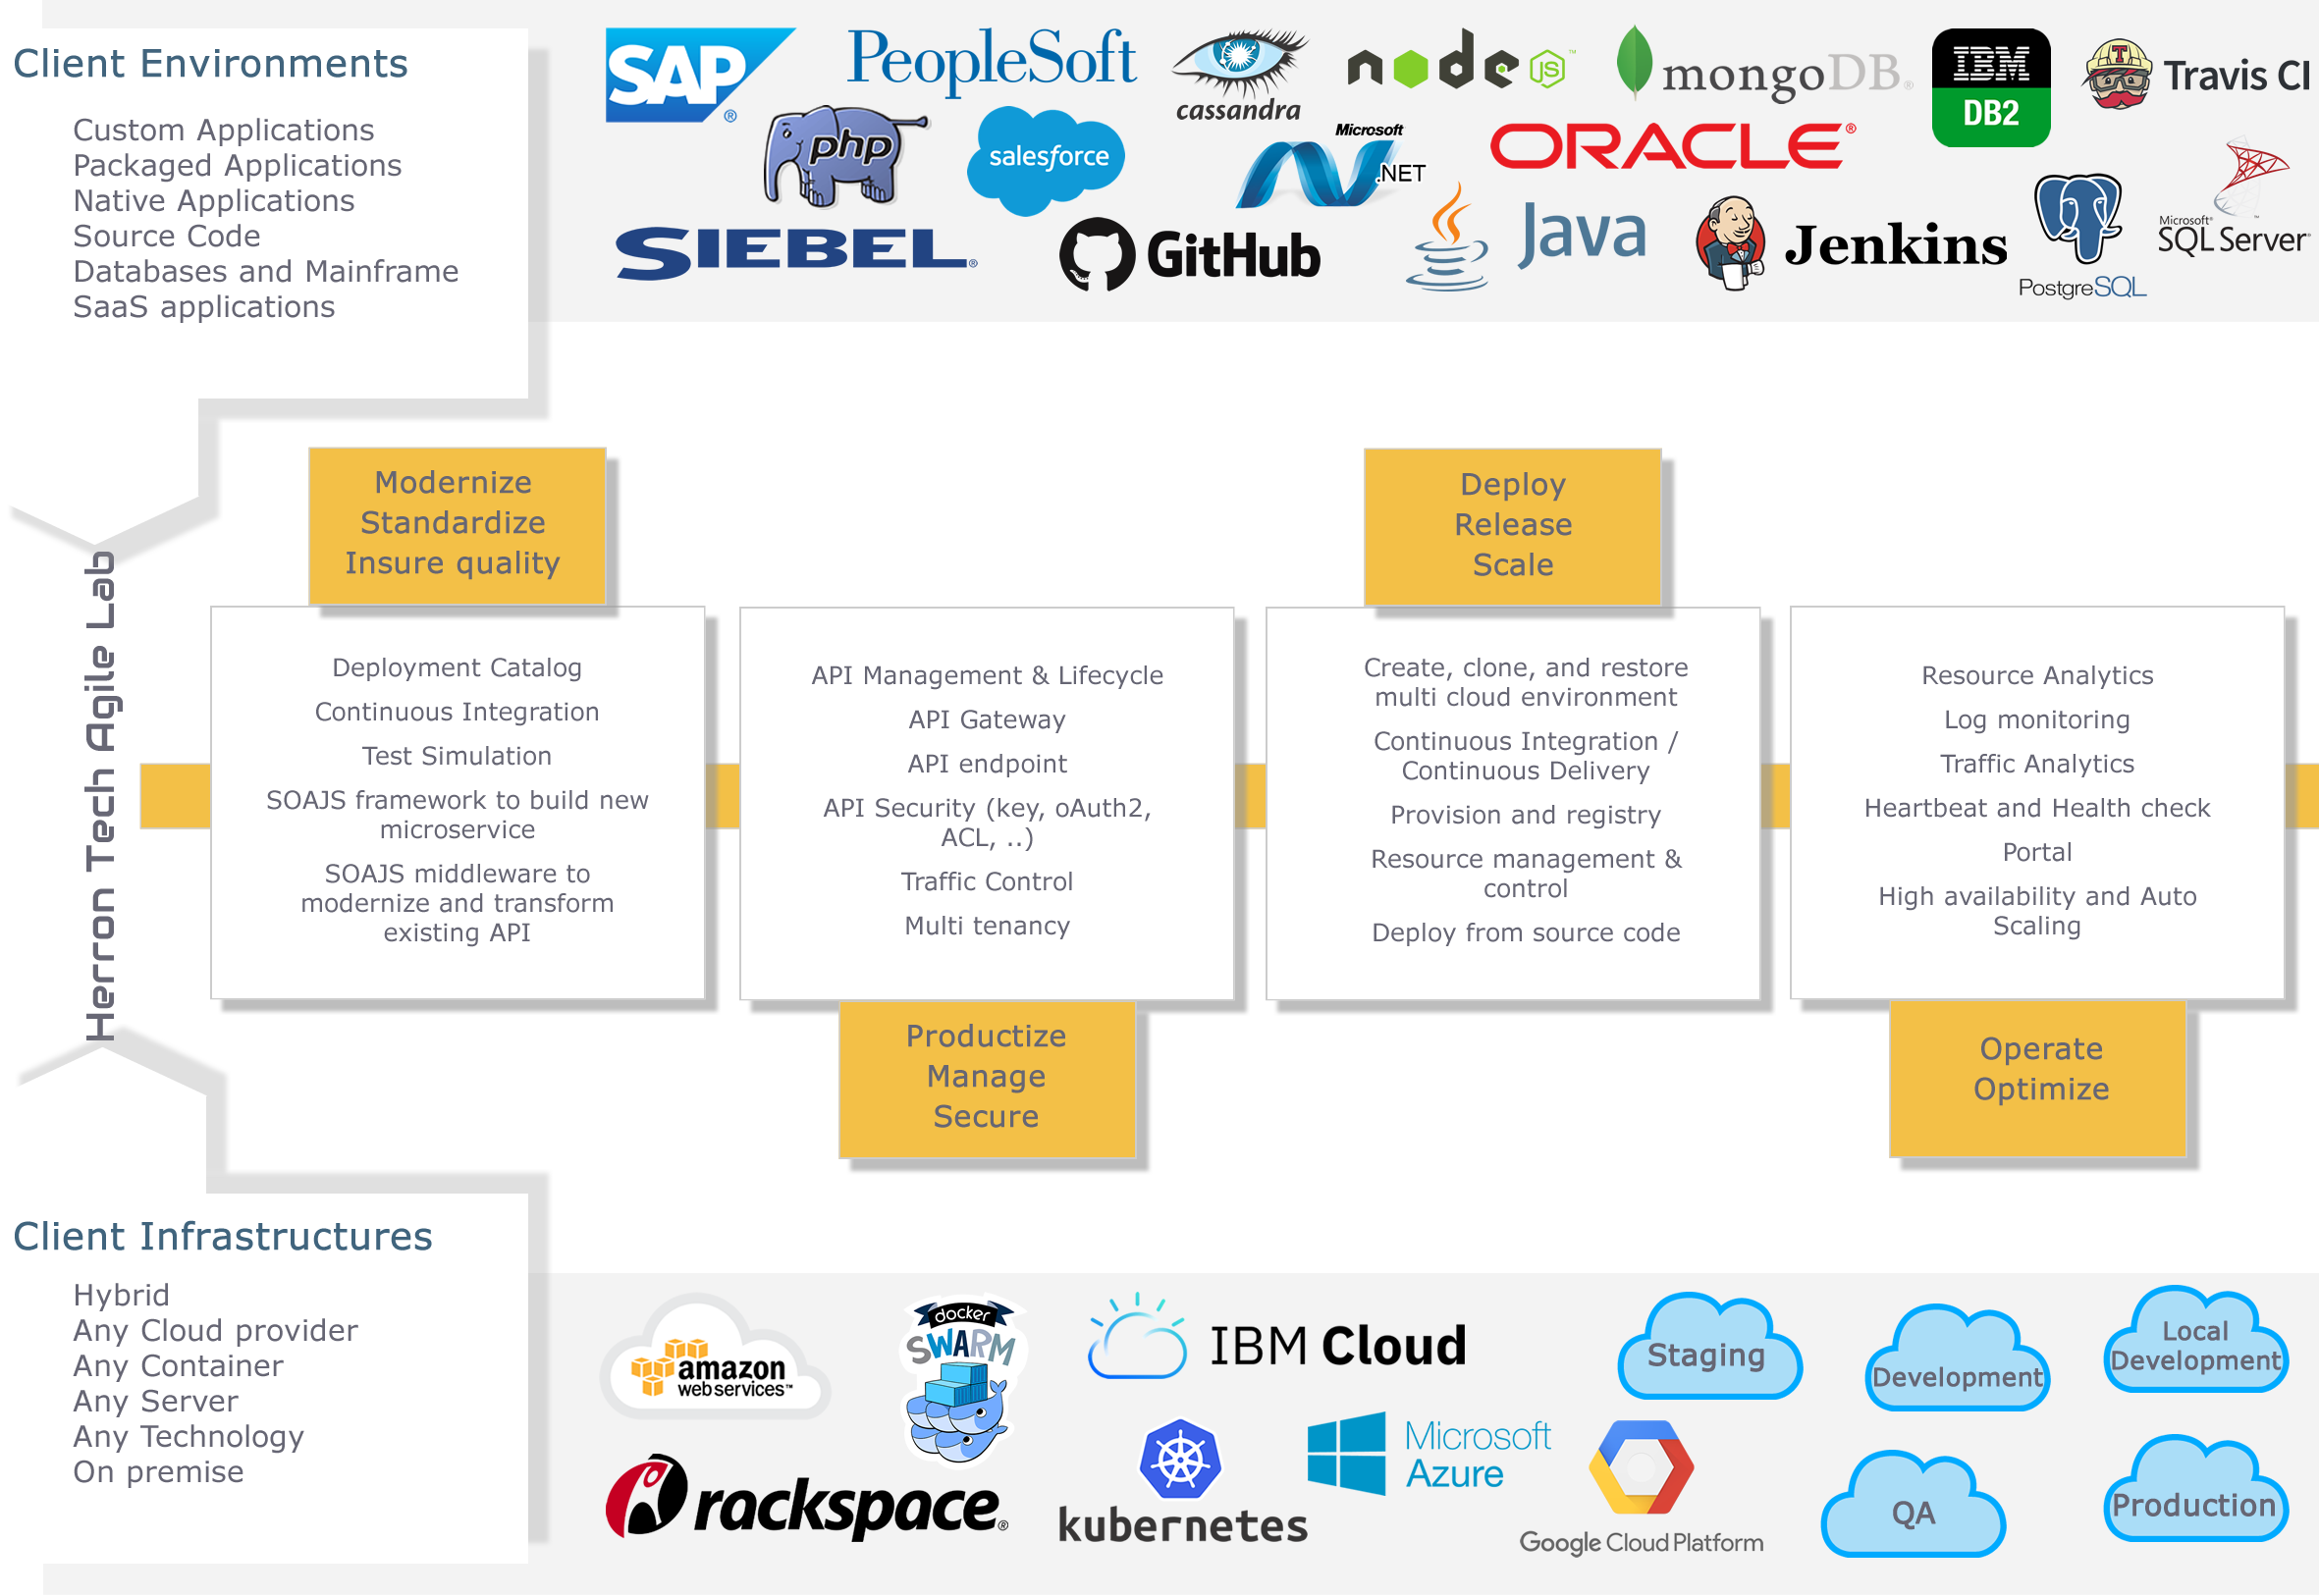 Client Environments
Custom Applications
Packaged Applications
Native Applications
Source Code
Databases and Mainframe
SaaS applications
SAP®
PeopleSoft
cassandra
node JS™
mongoDB®
IBM
DB2
Travis CI
T
php
salesforce
Microsoft
.NET
ORACLE®
SIEBEL®
GitHub
Java
Jenkins
PostgreSQL
Microsoft®
SQL Server®
Herron Tech Agile Lab
Modernize
Standardize
Insure quality
Deployment Catalog
Continuous Integration
Test Simulation
SOAJS framework to build new
microservice
SOAJS middleware to
modernize and transform
existing API
API Management & Lifecycle
API Gateway
API endpoint
API Security (key, oAuth2,
ACL, ..)
Traffic Control
Multi tenancy
Productize
Manage
Secure
Deploy
Release
Scale
Create, clone, and restore
multi cloud environment
Continuous Integration /
Continuous Delivery
Provision and registry
Resource management &
control
Deploy from source code
Resource Analytics
Log monitoring
Traffic Analytics
Heartbeat and Health check
Portal
High availability and Auto
Scaling
Operate
Optimize
Client Infrastructures
Hybrid
Any Cloud provider
Any Container
Any Server
Any Technology
On premise
amazon
web services™
docker
SWARM
IBM Cloud
rackspace®
kubernetes
Microsoft
Azure
Google Cloud Platform
Staging
Development
Local
Development
QA
Production